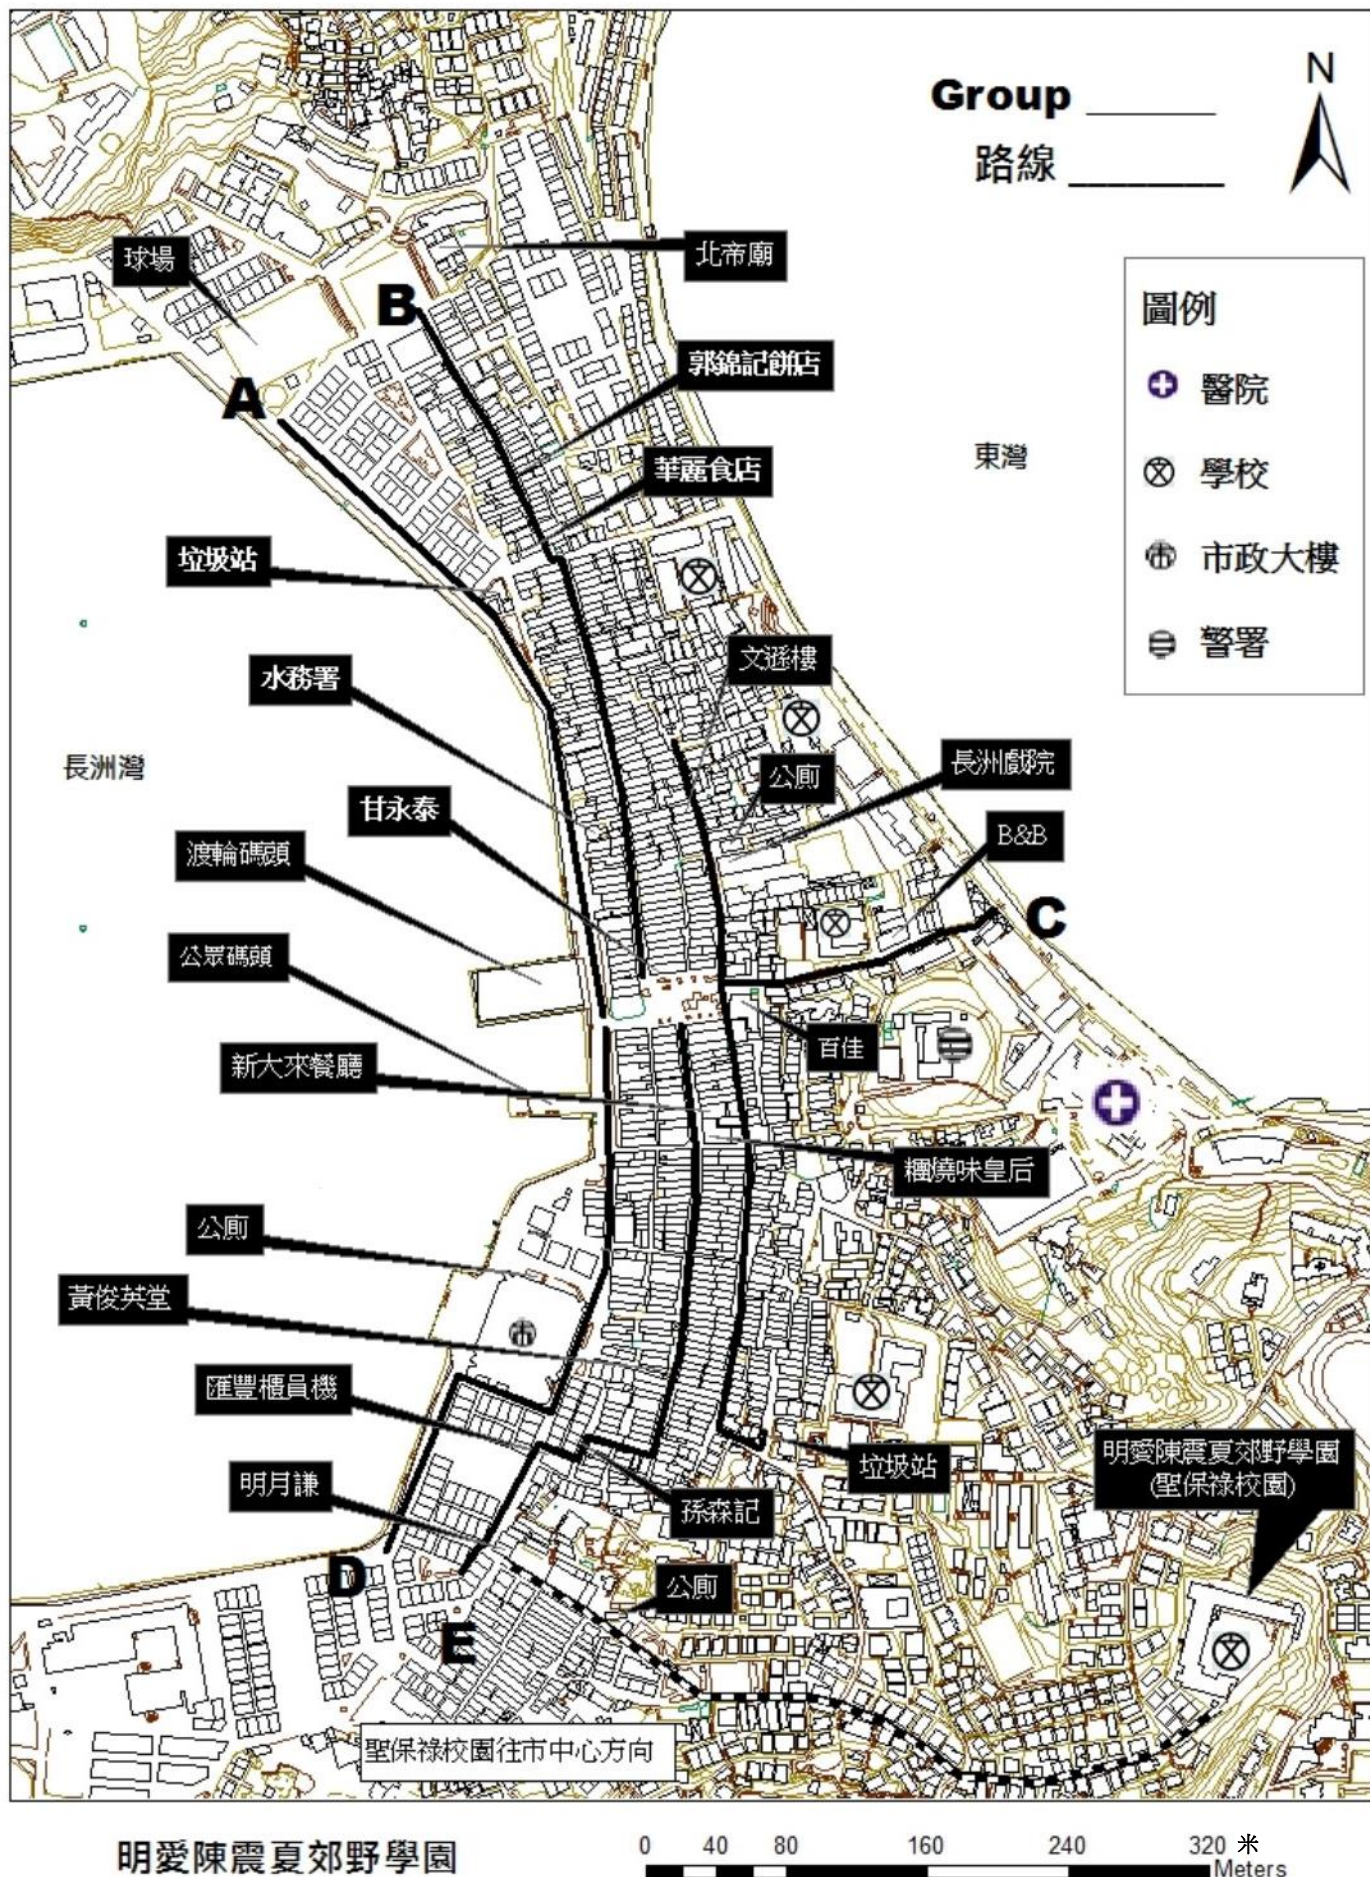 N
Group ________
路線 _________
球場
北帝廟
B
圖例
郭錦記餅店
A
醫院
華麗食店
東灣
學校
垃圾站
市政大樓
文遜樓
警署
水務署
長洲灣
公廁
長洲戲院
甘永泰
B&B
渡輪碼頭
C
公眾碼頭
百佳
新大來餐廳
櫃燒味皇后
公廁
黃俊英堂
匯豐櫃員機
明愛陳震夏郊野學園
(聖保祿校園)
垃圾站
明月謙
孫森記
D
公廁
E
聖保祿校園往市中心方向
明愛陳震夏郊野學園
0 40 80 160 240 320 米
Meters